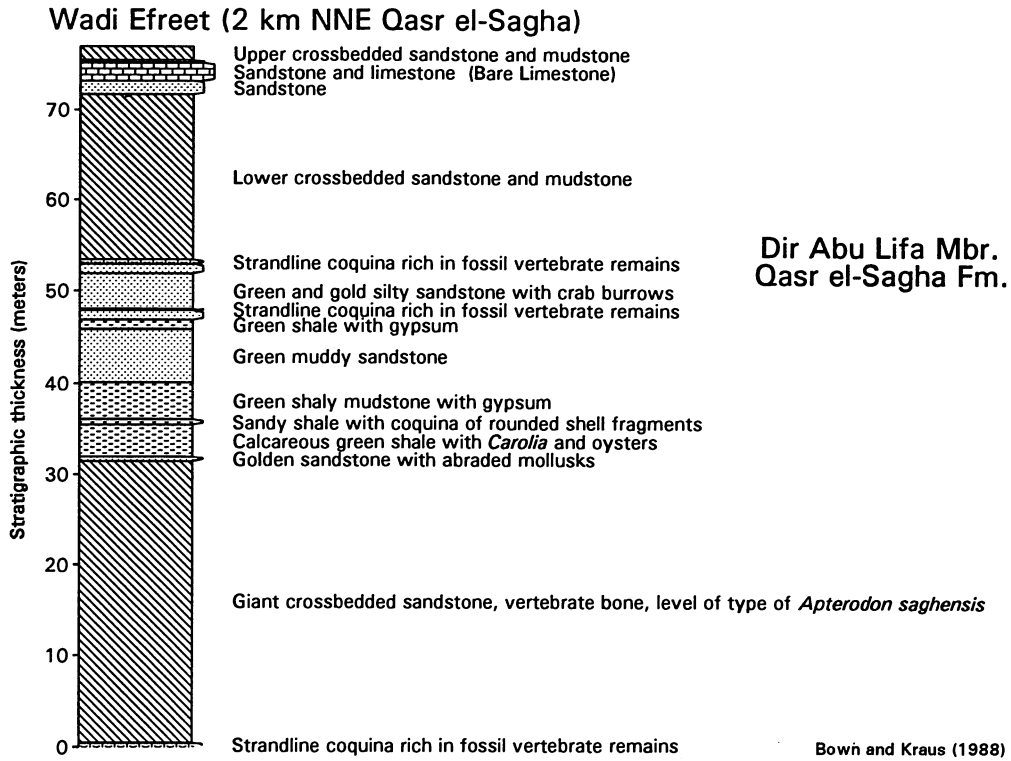 Wadi Efreet (2 km NNE Qasr el-Sagha)
Upper crossbedded sandstone and mudstone
Sandstone and limestone (Bare Limestone)
Sandstone
70
Lower crossbedded sandstone and mudstone
60
Dir Abu Lifa Mbr.
Qasr el-Sagha Fm.
Strandline coquina rich in fossil vertebrate remains
50
Green and gold silty sandstone with crab burrows
Strandline coquina rich in fossil vertebrate remains
Green shale with gypsum
Green muddy sandstone
40
Green shaly mudstone with gypsum
Sandy shale with coquina of rounded shell fragments
Calcareous green shale with Carolia and oysters
Golden sandstone with abraded mollusks
30
Stratigraphic thickness (meters)
20
Giant crossbedded sandstone, vertebrate bone, level of type of Apterodon saghensis
10
0
Strandline coquina rich in fossil vertebrate remains
Bown and Kraus (1988)